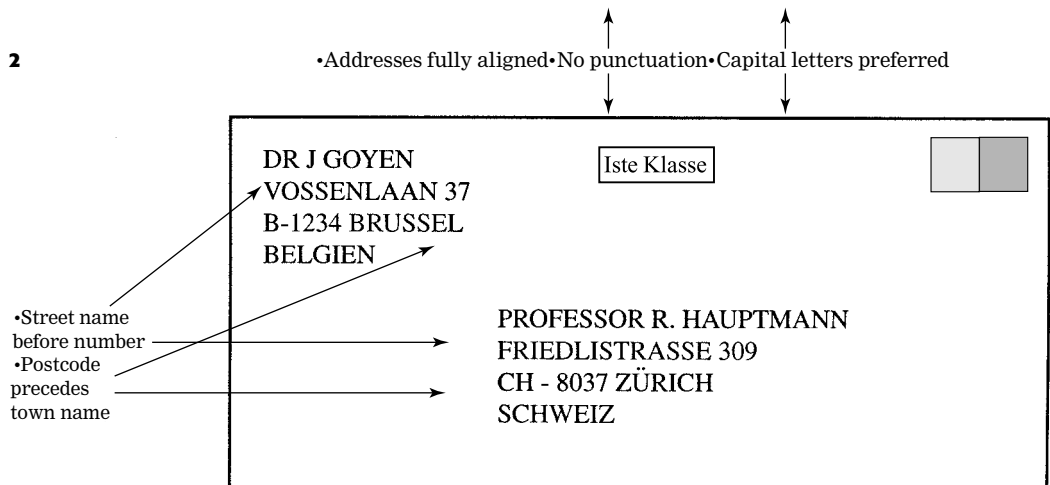 2
•Addresses fully aligned•No punctuation•Capital letters preferred
DR J GOYEN
VOSSENLAAN 37
B-1234 BRUSSEL
BELGIEN
Iste Klasse
•Street name
before number
•Postcode
precedes
town name
PROFESSOR R. HAUPTMANN
FRIEDLISTRASSE 309
CH - 8037 ZÜRICH
SCHWEIZ